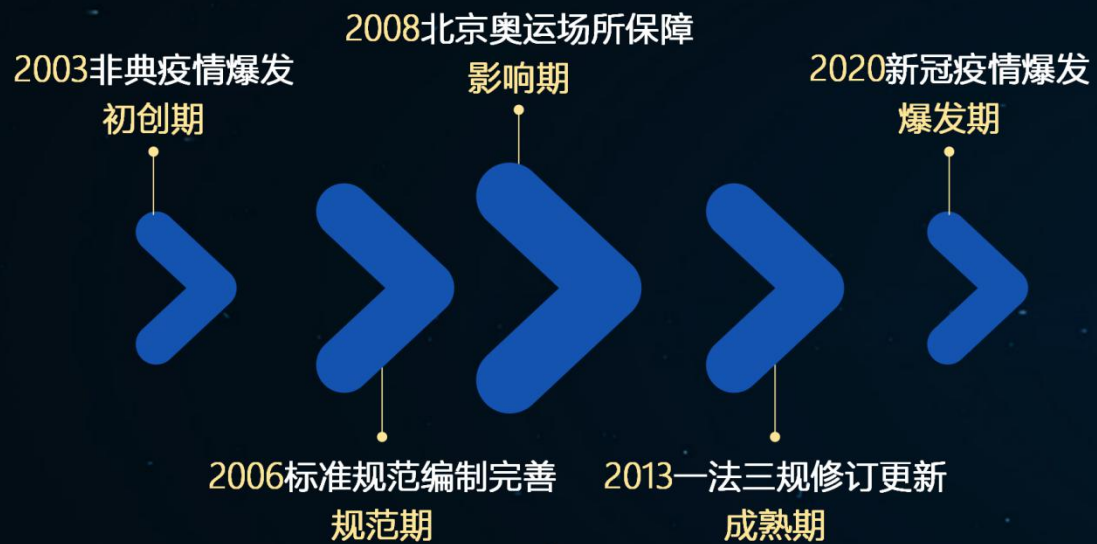 2003非典疫情爆发
初创期
2006标准规范编制完善
规范期
2008北京奥运场所保障
影响期
2013一法三规修订更新
成熟期
2020新冠疫情爆发
爆发期